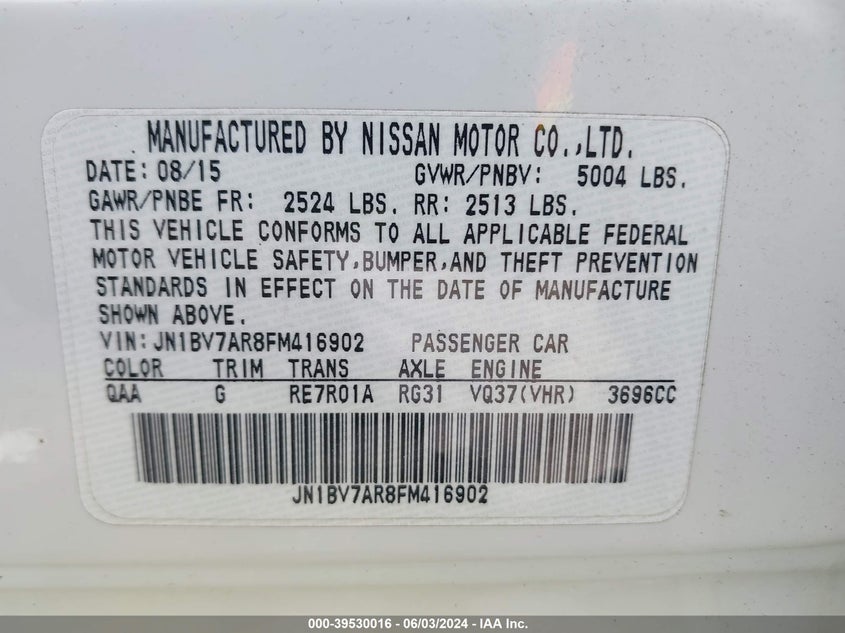 MANUFACTURED BY NISSAN MOTOR CO.,LTD.
DATE: 08/15 GVWR/PNBV: 5004 LBS.
GAWR/PNBE FR: 2524 LBS. RR: 2513 LBS.
THIS VEHICLE CONFORMS TO ALL APPLICABLE FEDERAL
MOTOR VEHICLE SAFETY,BUMPER,AND THEFT PREVENTION
STANDARDS IN EFFECT ON THE DATE OF MANUFACTURE
SHOWN ABOVE.
VIN: JN1BV7AR8FM416902 PASSENGER CAR
COLOR TRIM TRANS AXLE ENGINE
QAA G RE7R01A RG31 VQ37(VHR) 3696CC
JN1BV7AR8FM416902
000-39530016 - 06/03/2024 - IAA Inc.